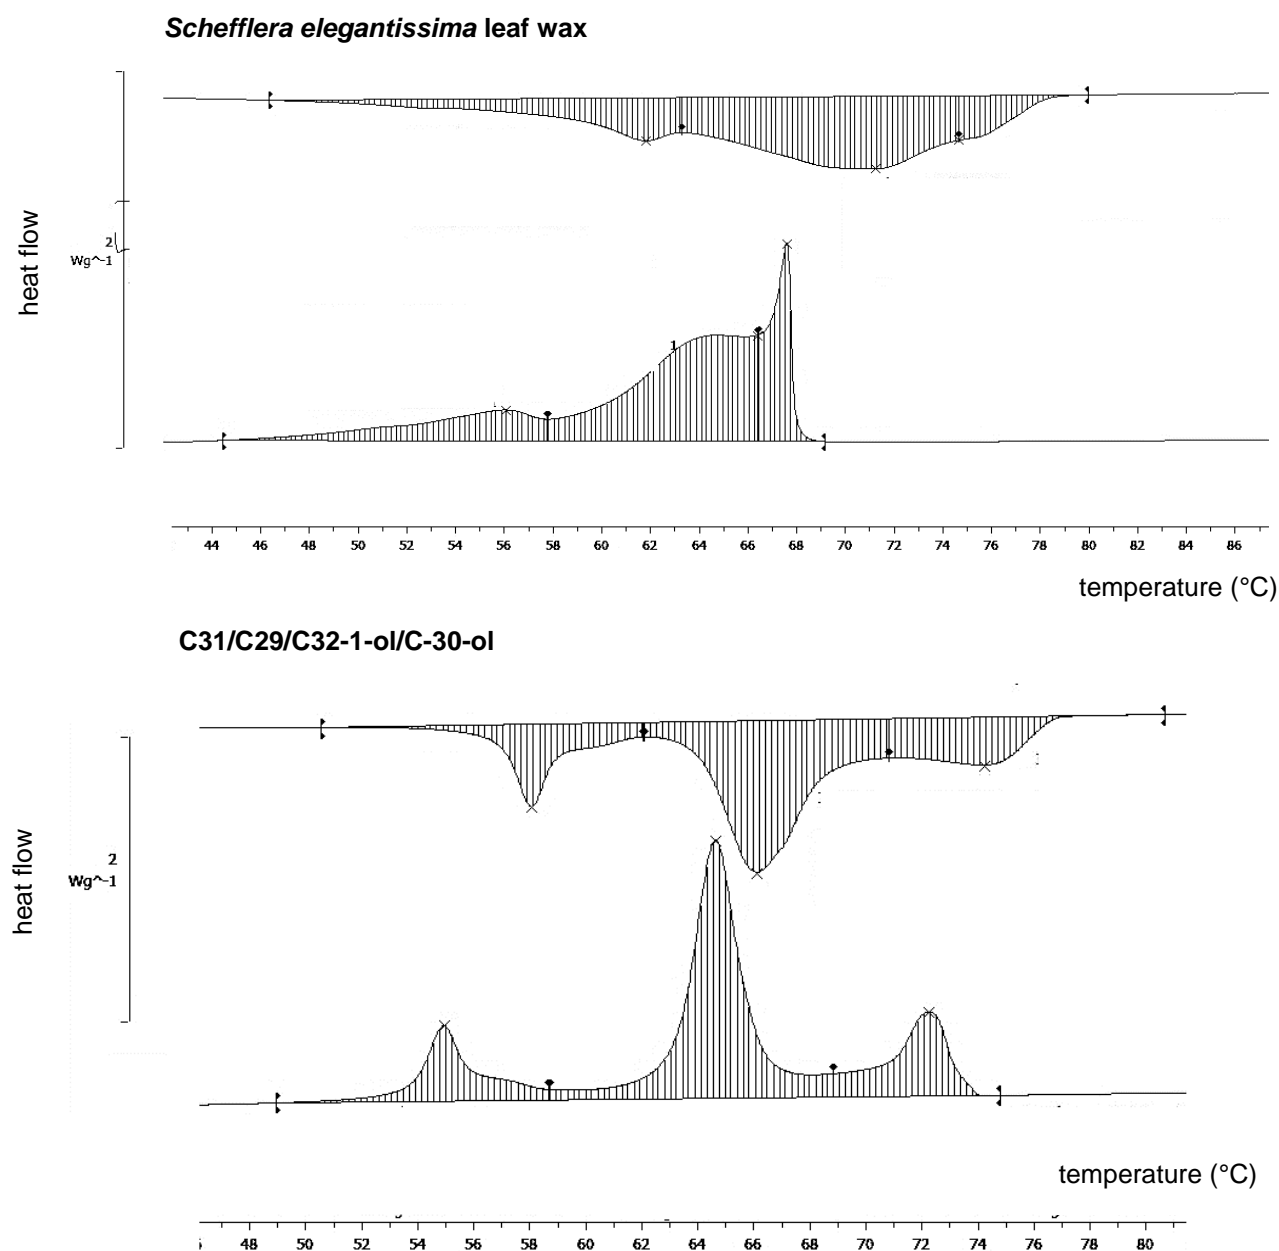 Schefflera elegantissima leaf wax
heat flow
2
Wg^-1
1
44 46 48 50 52 54 56 58 60 62 64 66 68 70 72 74 76 78 80 82 84 86
temperature (°C)
C31/C29/C32-1-ol/C-30-ol
heat flow
2
Wg^-1
temperature (°C)
48 50 52 54 56 58 60 62 64 66 68 70 72 74 76 78 80